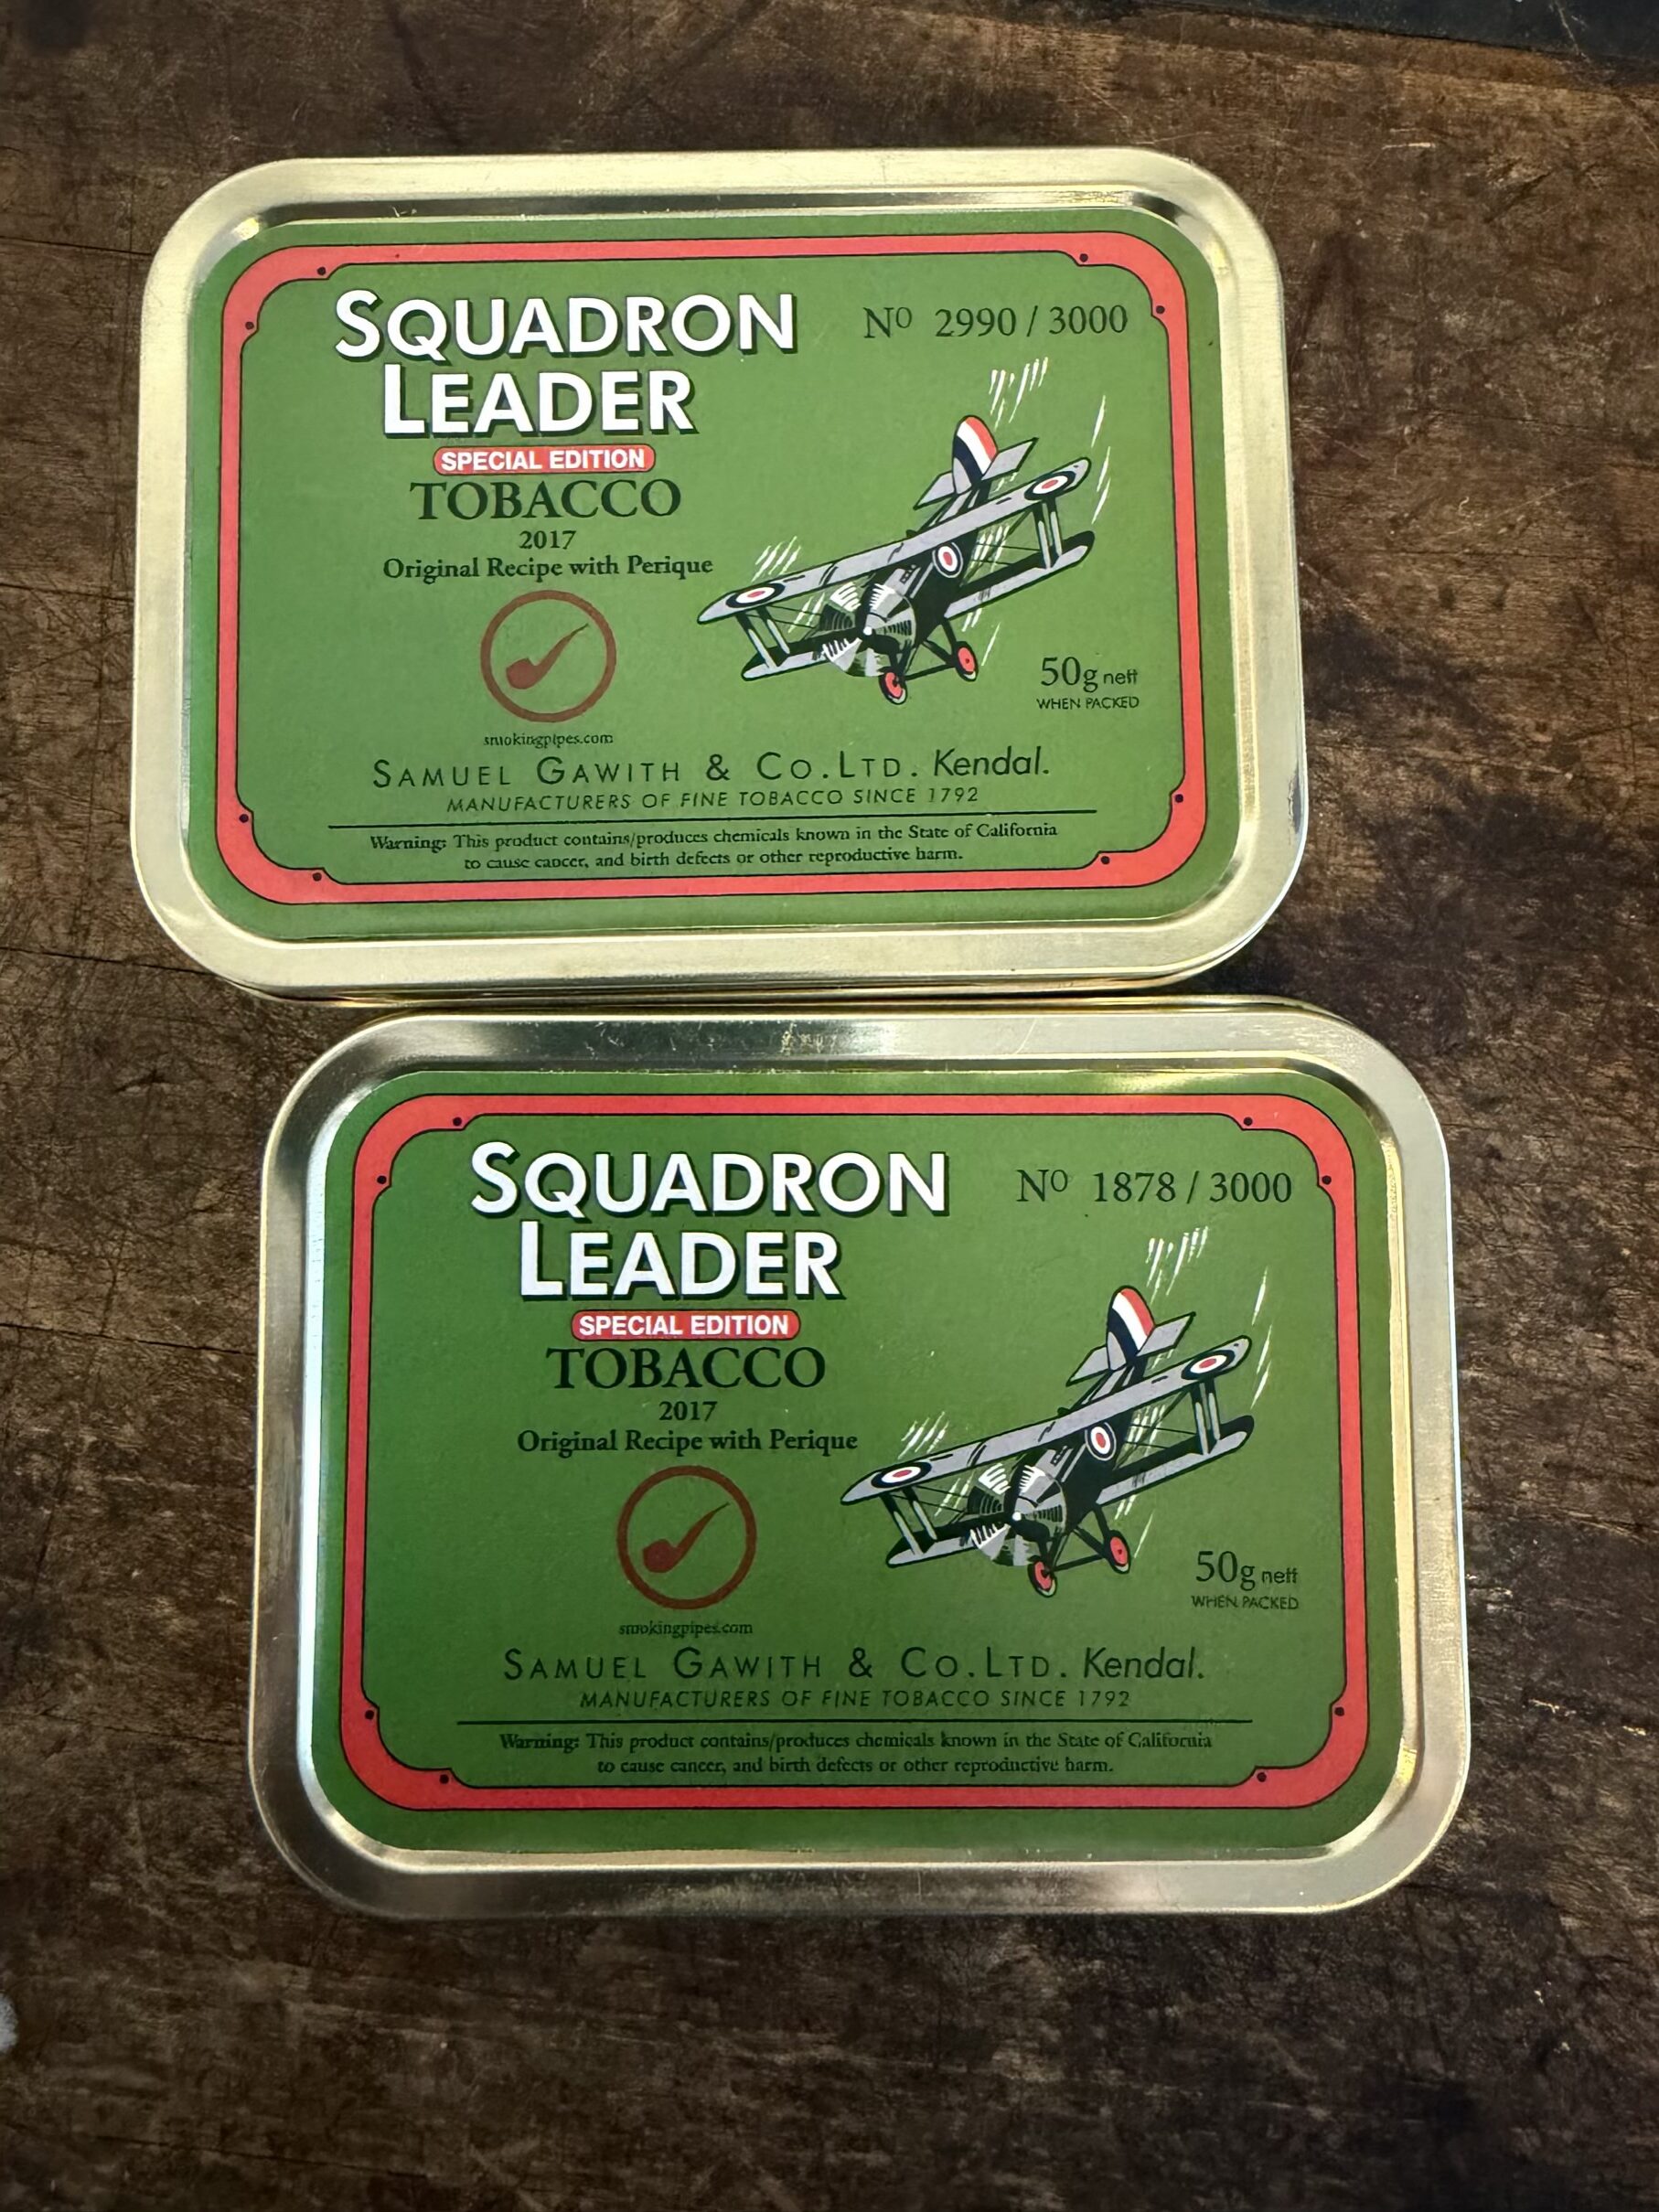 SQUADRON
LEADER
Nº 2990 / 3000
SPECIAL EDITION
TOBACCO
2017
Original Recipe with Perique
50g nett
WHEN PACKED
smokingpipes.com
SAMUEL GAWITH & CO.LTD. Kendal.
MANUFACTURERS OF FINE TOBACCO SINCE 1792
Warning: This product contains/produces chemicals known in the State of California
to cause cancer, and birth defects or other reproductive harm.
SQUADRON
LEADER
Nº 1878 / 3000
SPECIAL EDITION
TOBACCO
2017
Original Recipe with Perique
50g nett
WHEN PACKED
smokingpipes.com
SAMUEL GAWITH & CO.LTD. Kendal.
MANUFACTURERS OF FINE TOBACCO SINCE 1792
Warning: This product contains/produces chemicals known in the State of California
to cause cancer, and birth defects or other reproductive harm.